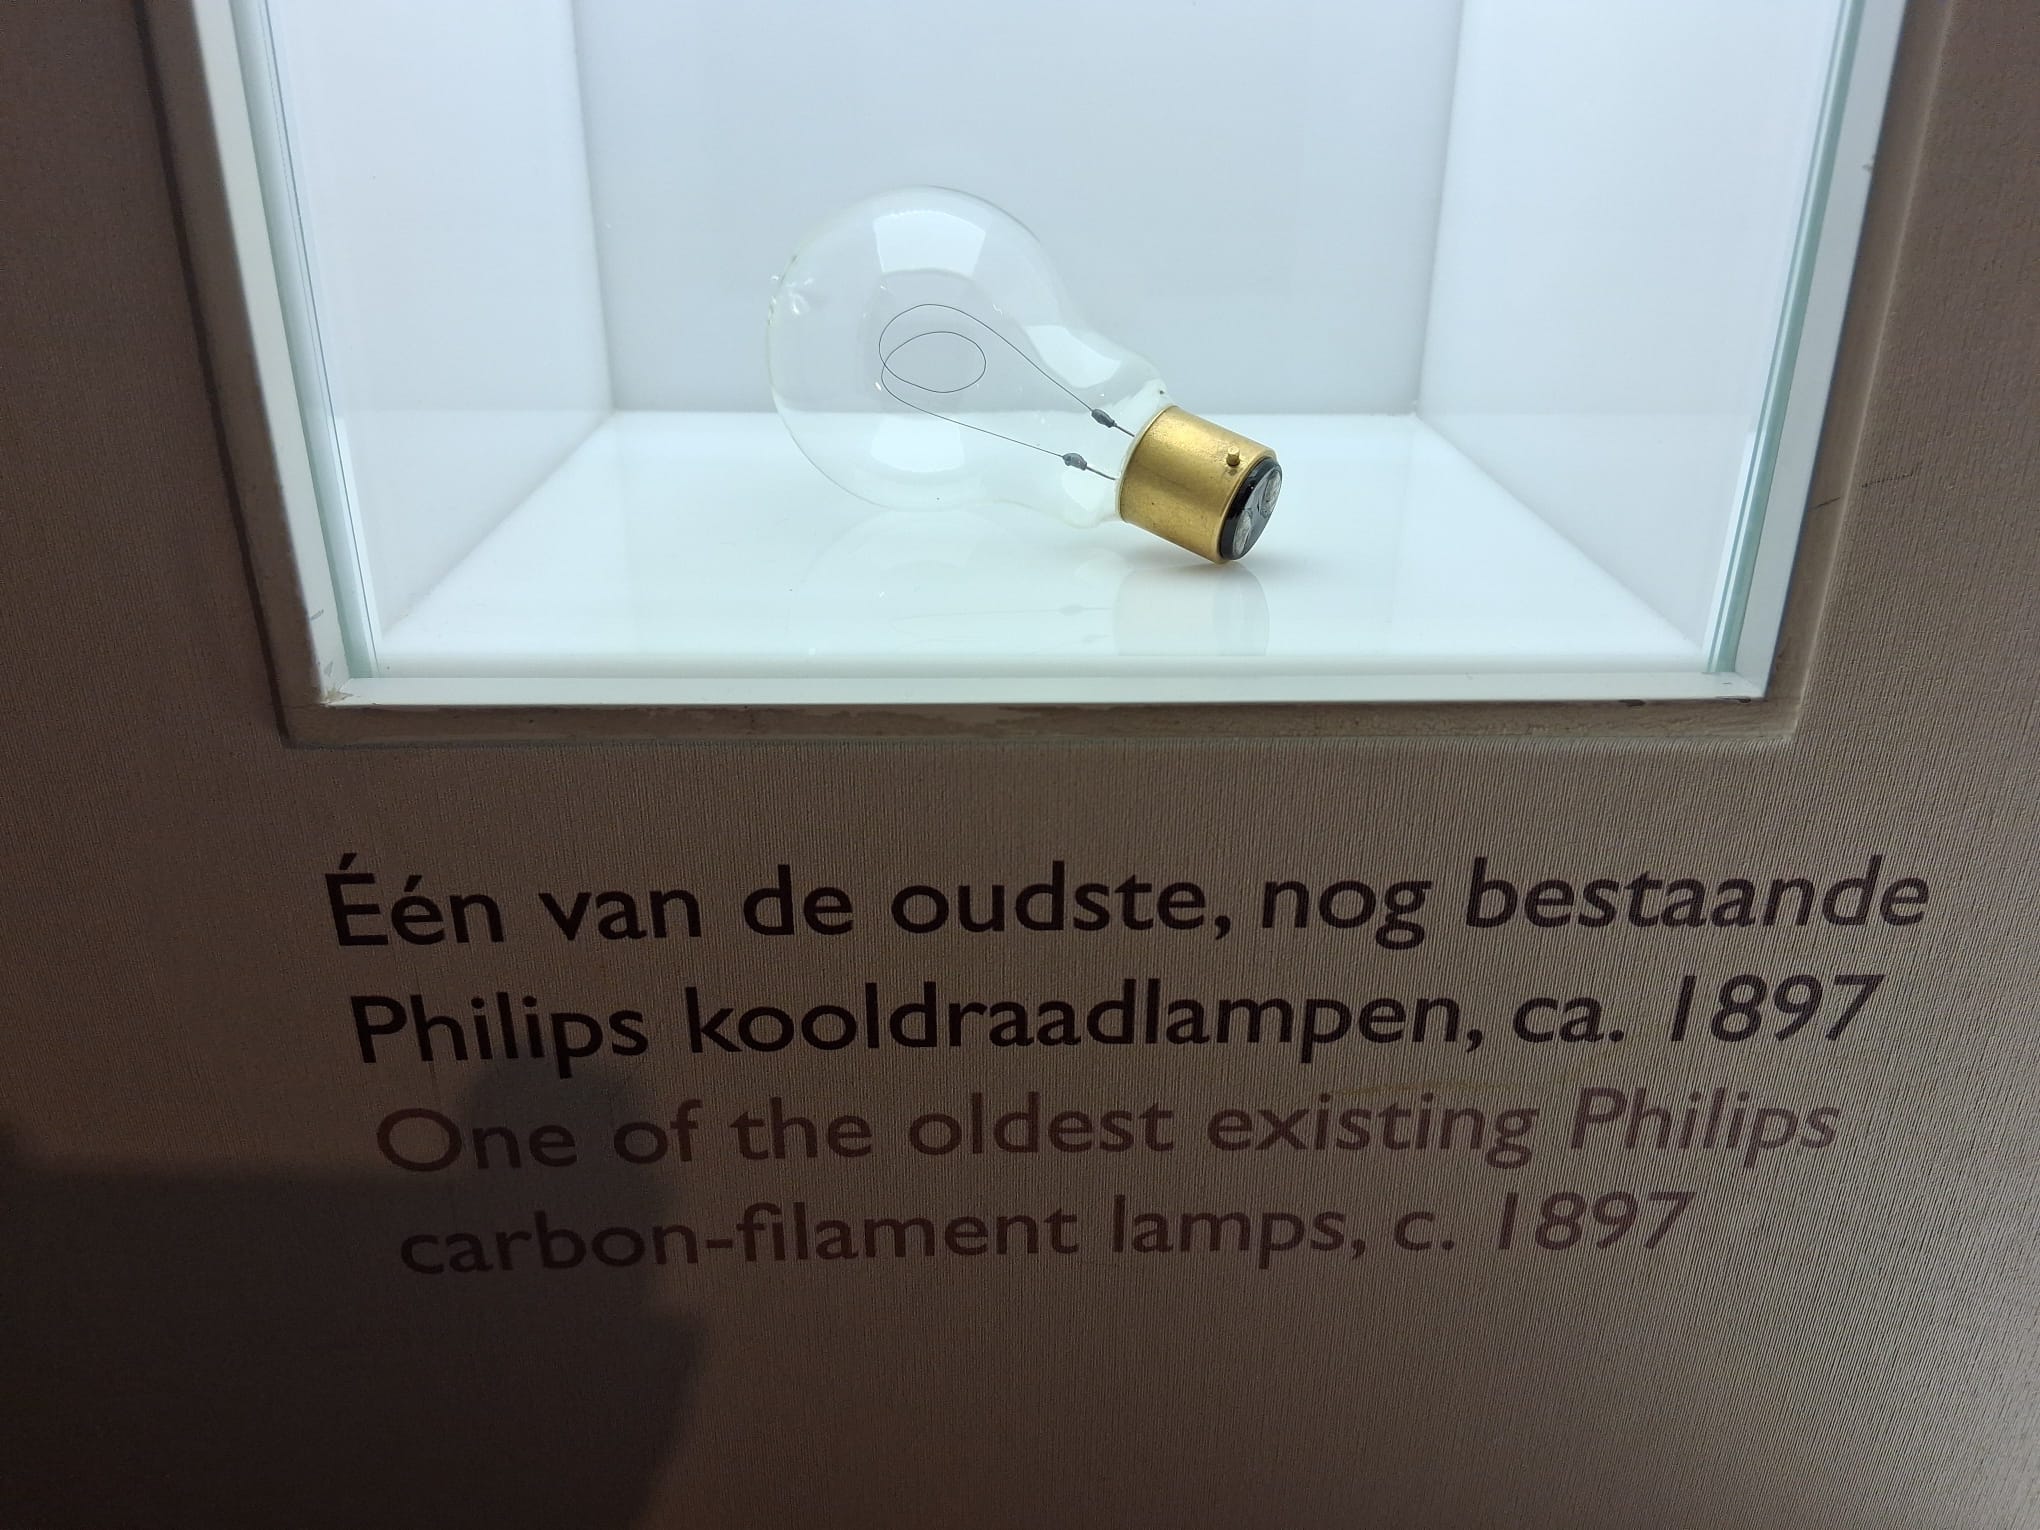 Één van de oudste, nog bestaande
Philips kooldraadlampen, ca. 1897
One of the oldest existing Philips
carbon-filament lamps, c. 1897